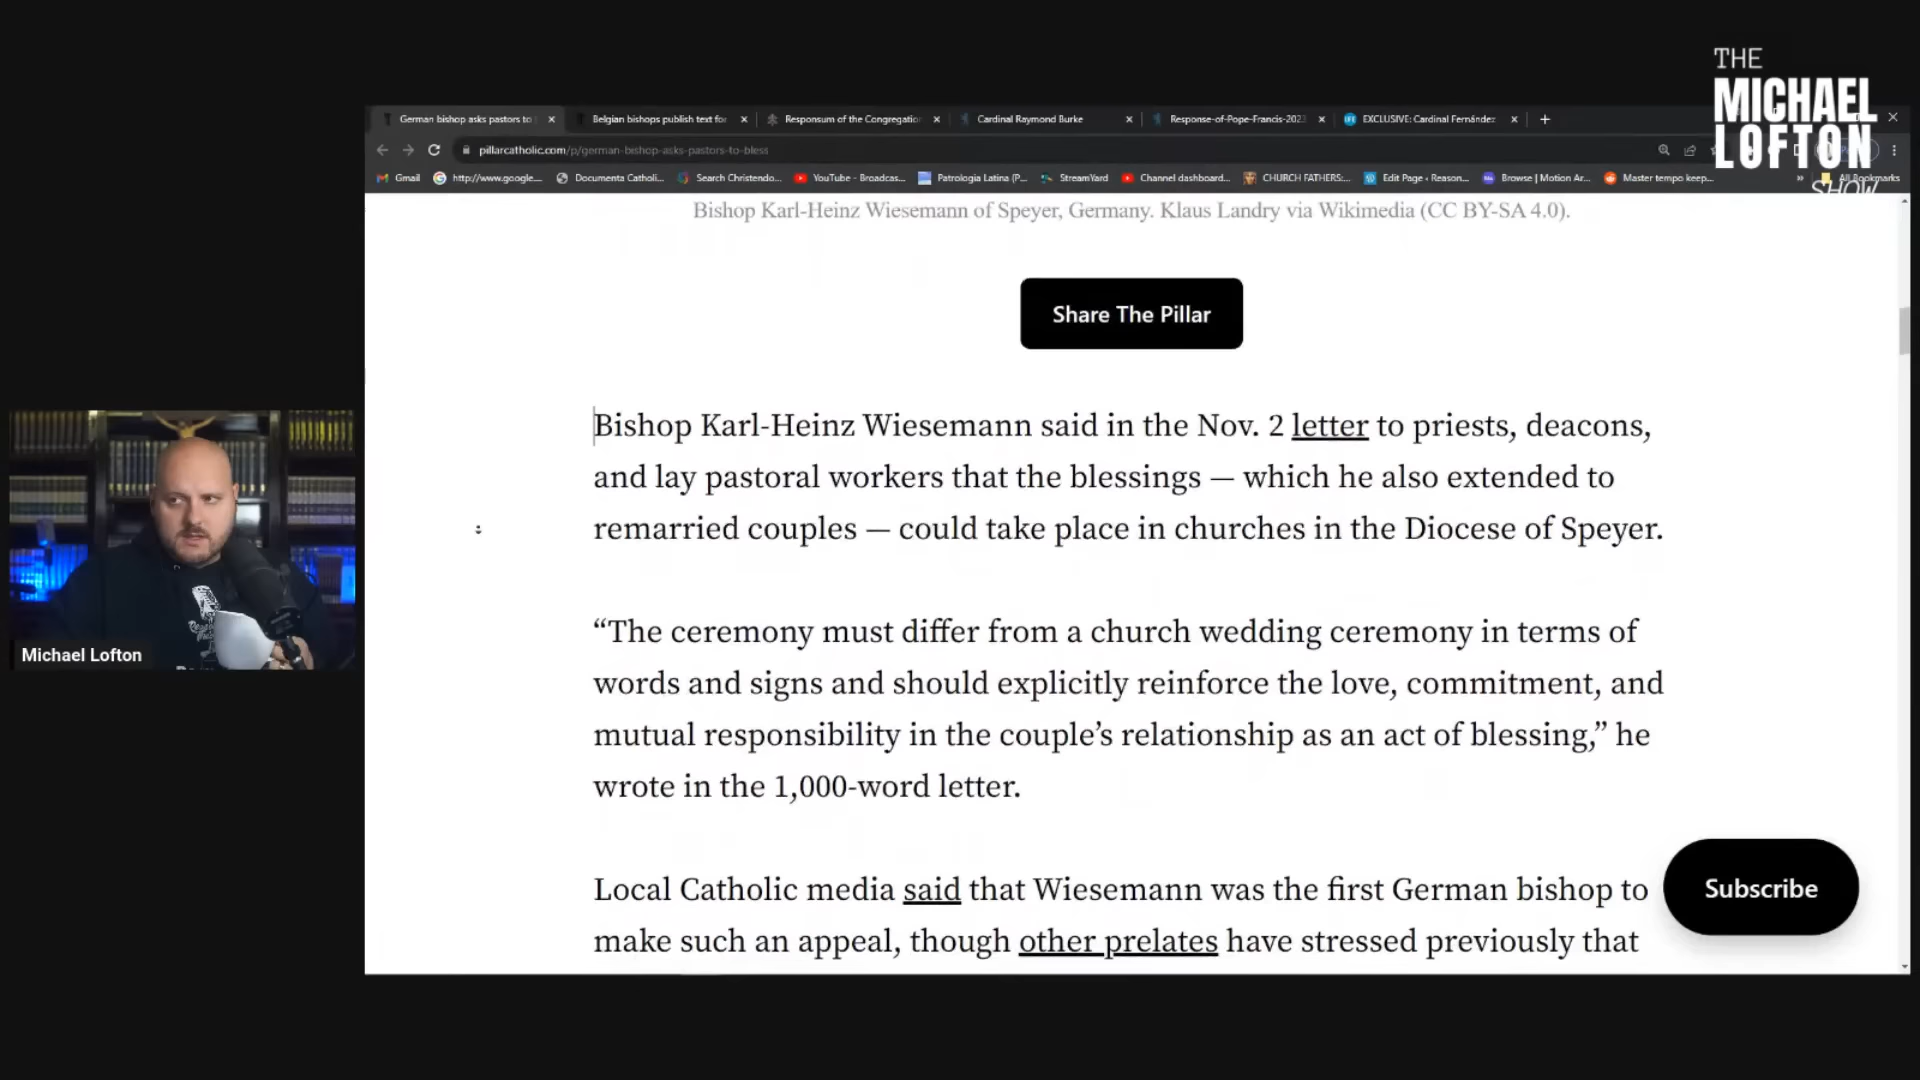 THE
MICHAEL
LOFTON
SHOW
German bishop asks pastors to
Belgian bishops publish text for
Responsum of the Congregation
Cardinal Raymond Burke
Response-of-Pope-Francis-2023
EXCLUSIVE: Cardinal Fernández
pillarcatholic.com/p/german-bishop-asks-pastors-to-bless
Gmail
http://www.google....
Documenta Catholi...
Search Christendo...
YouTube - Broadcas...
Patrologia Latina (P...
StreamYard
Channel dashboard...
CHURCH FATHERS:...
Edit Page ‹ Reason...
Browse | Motion Ar...
Master tempo keep...
All Bookmarks
Bishop Karl-Heinz Wiesemann of Speyer, Germany. Klaus Landry via Wikimedia (CC BY-SA 4.0).
Share The Pillar
Bishop Karl-Heinz Wiesemann said in the Nov. 2 letter to priests, deacons,
and lay pastoral workers that the blessings — which he also extended to
remarried couples — could take place in churches in the Diocese of Speyer.
“The ceremony must differ from a church wedding ceremony in terms of
words and signs and should explicitly reinforce the love, commitment, and
mutual responsibility in the couple’s relationship as an act of blessing,” he
wrote in the 1,000-word letter.
Local Catholic media said that Wiesemann was the first German bishop to
make such an appeal, though other prelates have stressed previously that
Subscribe
Michael Lofton